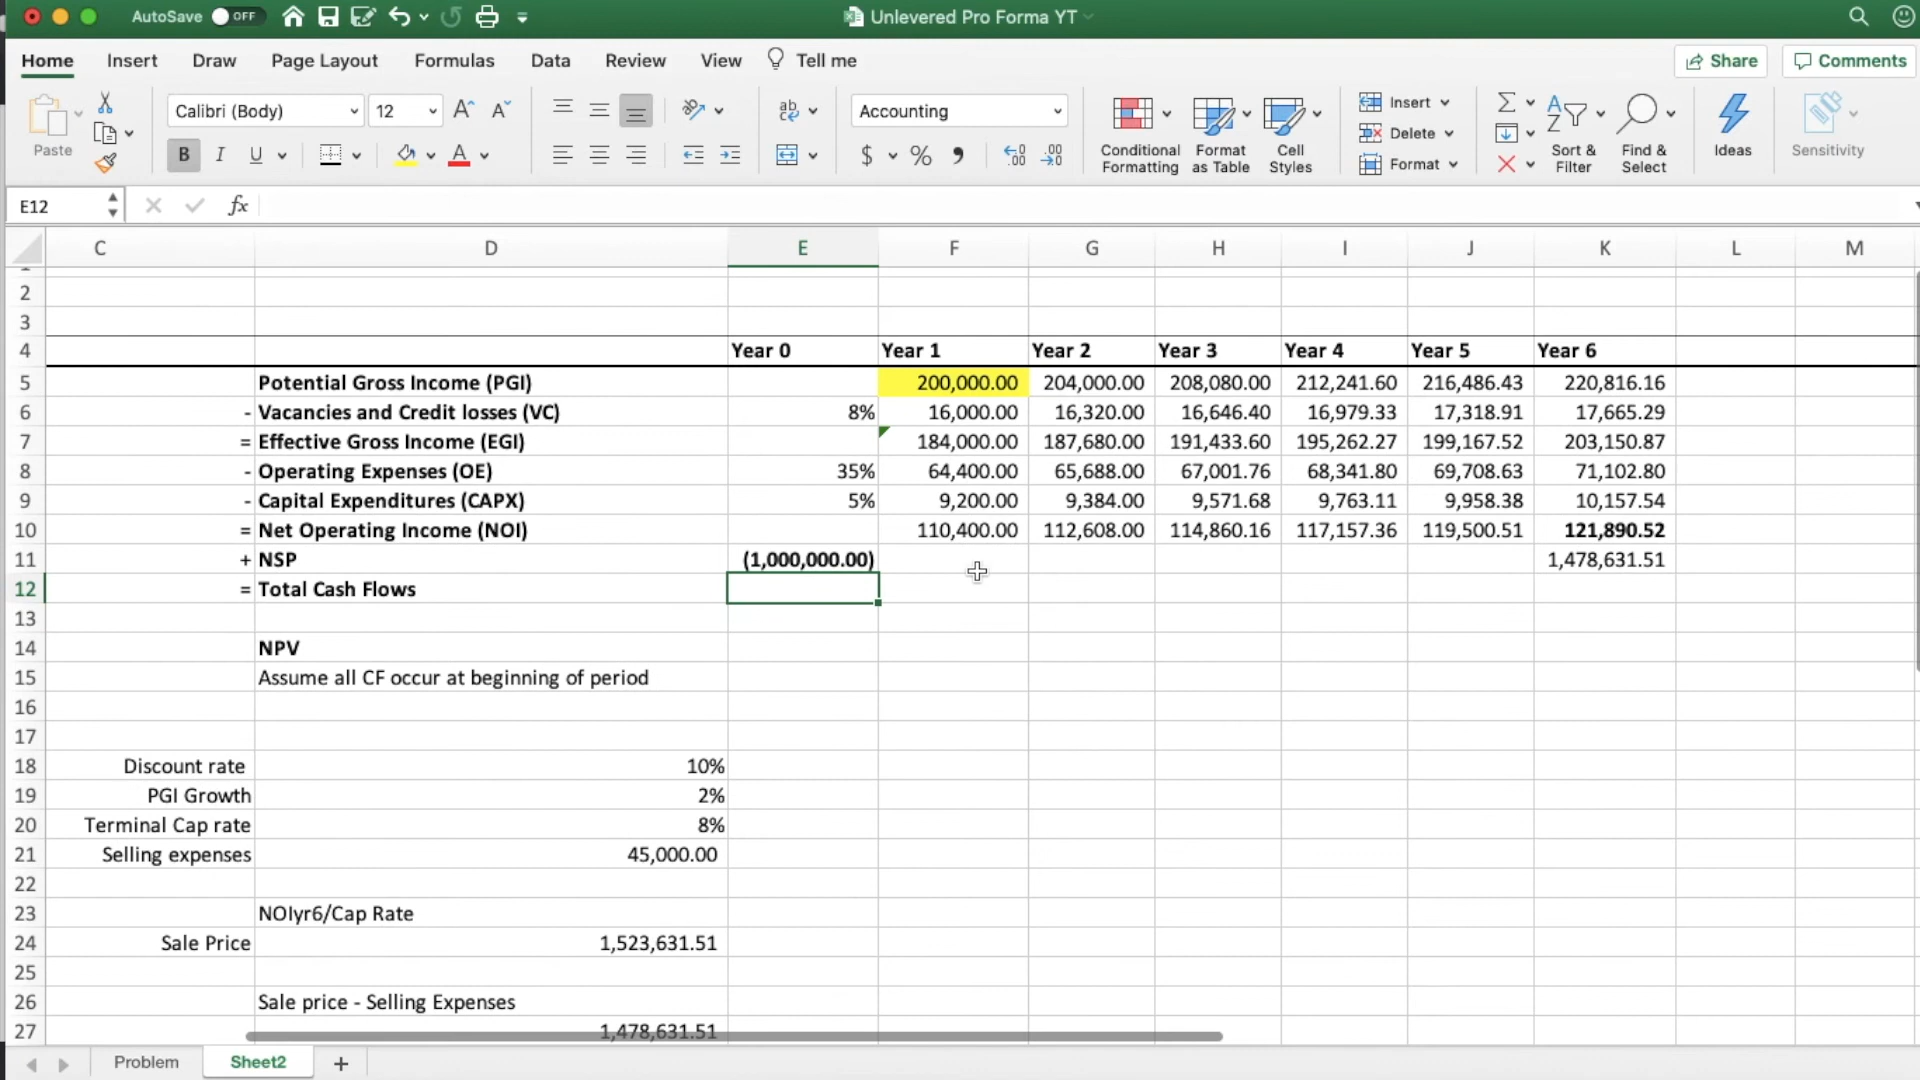 AutoSave OFF Unlevered Pro Forma YT
Home Insert Draw Page Layout Formulas Data Review View Tell me Share Comments
Paste Calibri (Body) 12 A^ Aˇ ab Accounting Conditional Formatting Format as Table Cell Styles Insert Delete Format Sort & Filter Find & Select Ideas Sensitivity
B I U A $ % 9 .00 .00
E12 fx
C D E F G H I J K L M
2
3
4 Year 0 Year 1 Year 2 Year 3 Year 4 Year 5 Year 6
5 Potential Gross Income (PGI) 200,000.00 204,000.00 208,080.00 212,241.60 216,486.43 220,816.16
6 - Vacancies and Credit losses (VC) 8% 16,000.00 16,320.00 16,646.40 16,979.33 17,318.91 17,665.29
7 = Effective Gross Income (EGI) 184,000.00 187,680.00 191,433.60 195,262.27 199,167.52 203,150.87
8 - Operating Expenses (OE) 35% 64,400.00 65,688.00 67,001.76 68,341.80 69,708.63 71,102.80
9 - Capital Expenditures (CAPX) 5% 9,200.00 9,384.00 9,571.68 9,763.11 9,958.38 10,157.54
10 = Net Operating Income (NOI) 110,400.00 112,608.00 114,860.16 117,157.36 119,500.51 121,890.52
11 + NSP (1,000,000.00) 1,478,631.51
12 = Total Cash Flows
13
14 NPV
15 Assume all CF occur at beginning of period
16
17
18 Discount rate 10%
19 PGI Growth 2%
20 Terminal Cap rate 8%
21 Selling expenses 45,000.00
22
23 NOIyr6/Cap Rate
24 Sale Price 1,523,631.51
25
26 Sale price - Selling Expenses
27 1,478,631.51
Problem Sheet2 +